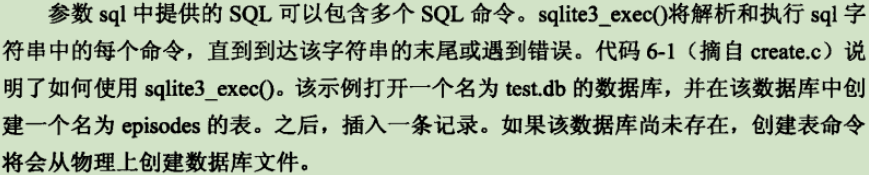 参数 sql 中提供的 SQL 可以包含多个 SQL 命令。sqlite3_exec()将解析和执行 sql 字
符串中的每个命令，直到到达该字符串的末尾或遇到错误。代码 6-1（摘自 create.c）说
明了如何使用 sqlite3_exec()。该示例打开一个名为 test.db 的数据库，并在该数据库中创
建一个名为 episodes 的表。之后，插入一条记录。如果该数据库尚未存在，创建表命令
将会从物理上创建数据库文件。